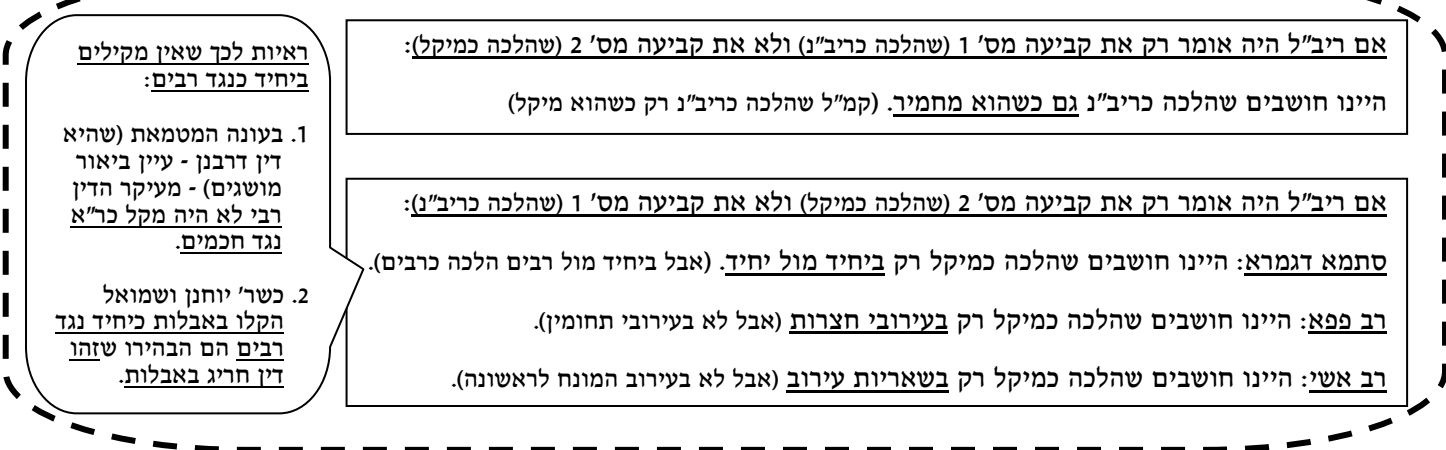 אם ריב"ל היה אומר רק את קביעה מס' 1 (שהלכה כריב"נ) ולא את קביעה מס' 2 (שהלכה כמיקל):
היינו חושבים שהלכה כריב"נ גם כשהוא מחמיר. (קמ"ל שהלכה כריב"נ רק כשהוא מיקל)
אם ריב"ל היה אומר רק את קביעה מס' 2 (שהלכה כמיקל) ולא את קביעה מס' 1 (שהלכה כריב"נ):
סתמא דגמרא: היינו חושבים שהלכה כמיקל רק ביחיד מול יחיד. (אבל ביחיד מול רבים הלכה כרבים).
רב פפא: היינו חושבים שהלכה כמיקל רק בעירובי חצרות (אבל לא בעירובי תחומין).
רב אשי: היינו חושבים שהלכה כמיקל רק בשאריות עירוב (אבל לא בעירוב המונח לראשונה).
ראיות לכך שאין מקילים
ביחיד כנגד רבים:
1. בעונה המטמאת (שהיא
דין דרבנן - עיין ביאור
מושגים) - מעיקר הדין
רבי לא היה מקל כר"א
נגד חכמים.
2. כשר' יוחנן ושמואל
הקלו באבלות כיחיד נגד
רבים הם הבהירו שזהו
דין חריג באבלות.